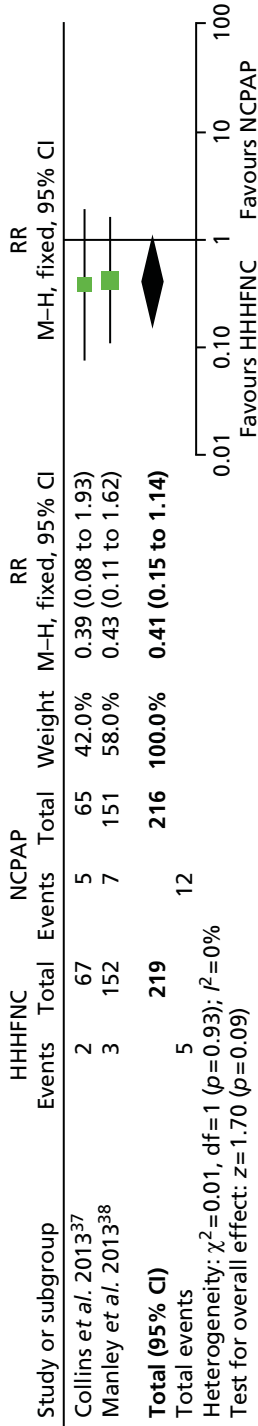 HHHFNC NCPAP RR RR
Study or subgroup Events Total Events Total Weight M–H, fixed, 95% CI M–H, fixed, 95% CI
Collins et al. 2013³⁷ 2 67 5 65 42.0% 0.39 (0.08 to 1.93)
Manley et al. 2013³⁸ 3 152 7 151 58.0% 0.43 (0.11 to 1.62)
Total (95% CI) 219 216 100.0% 0.41 (0.15 to 1.14)
Total events 5 12
Heterogeneity: χ²=0.01, df=1 (p=0.93); I²=0%
Test for overall effect: z=1.70 (p=0.09)
0.01 0.10 1 10 100
Favours HHHFNC Favours NCPAP